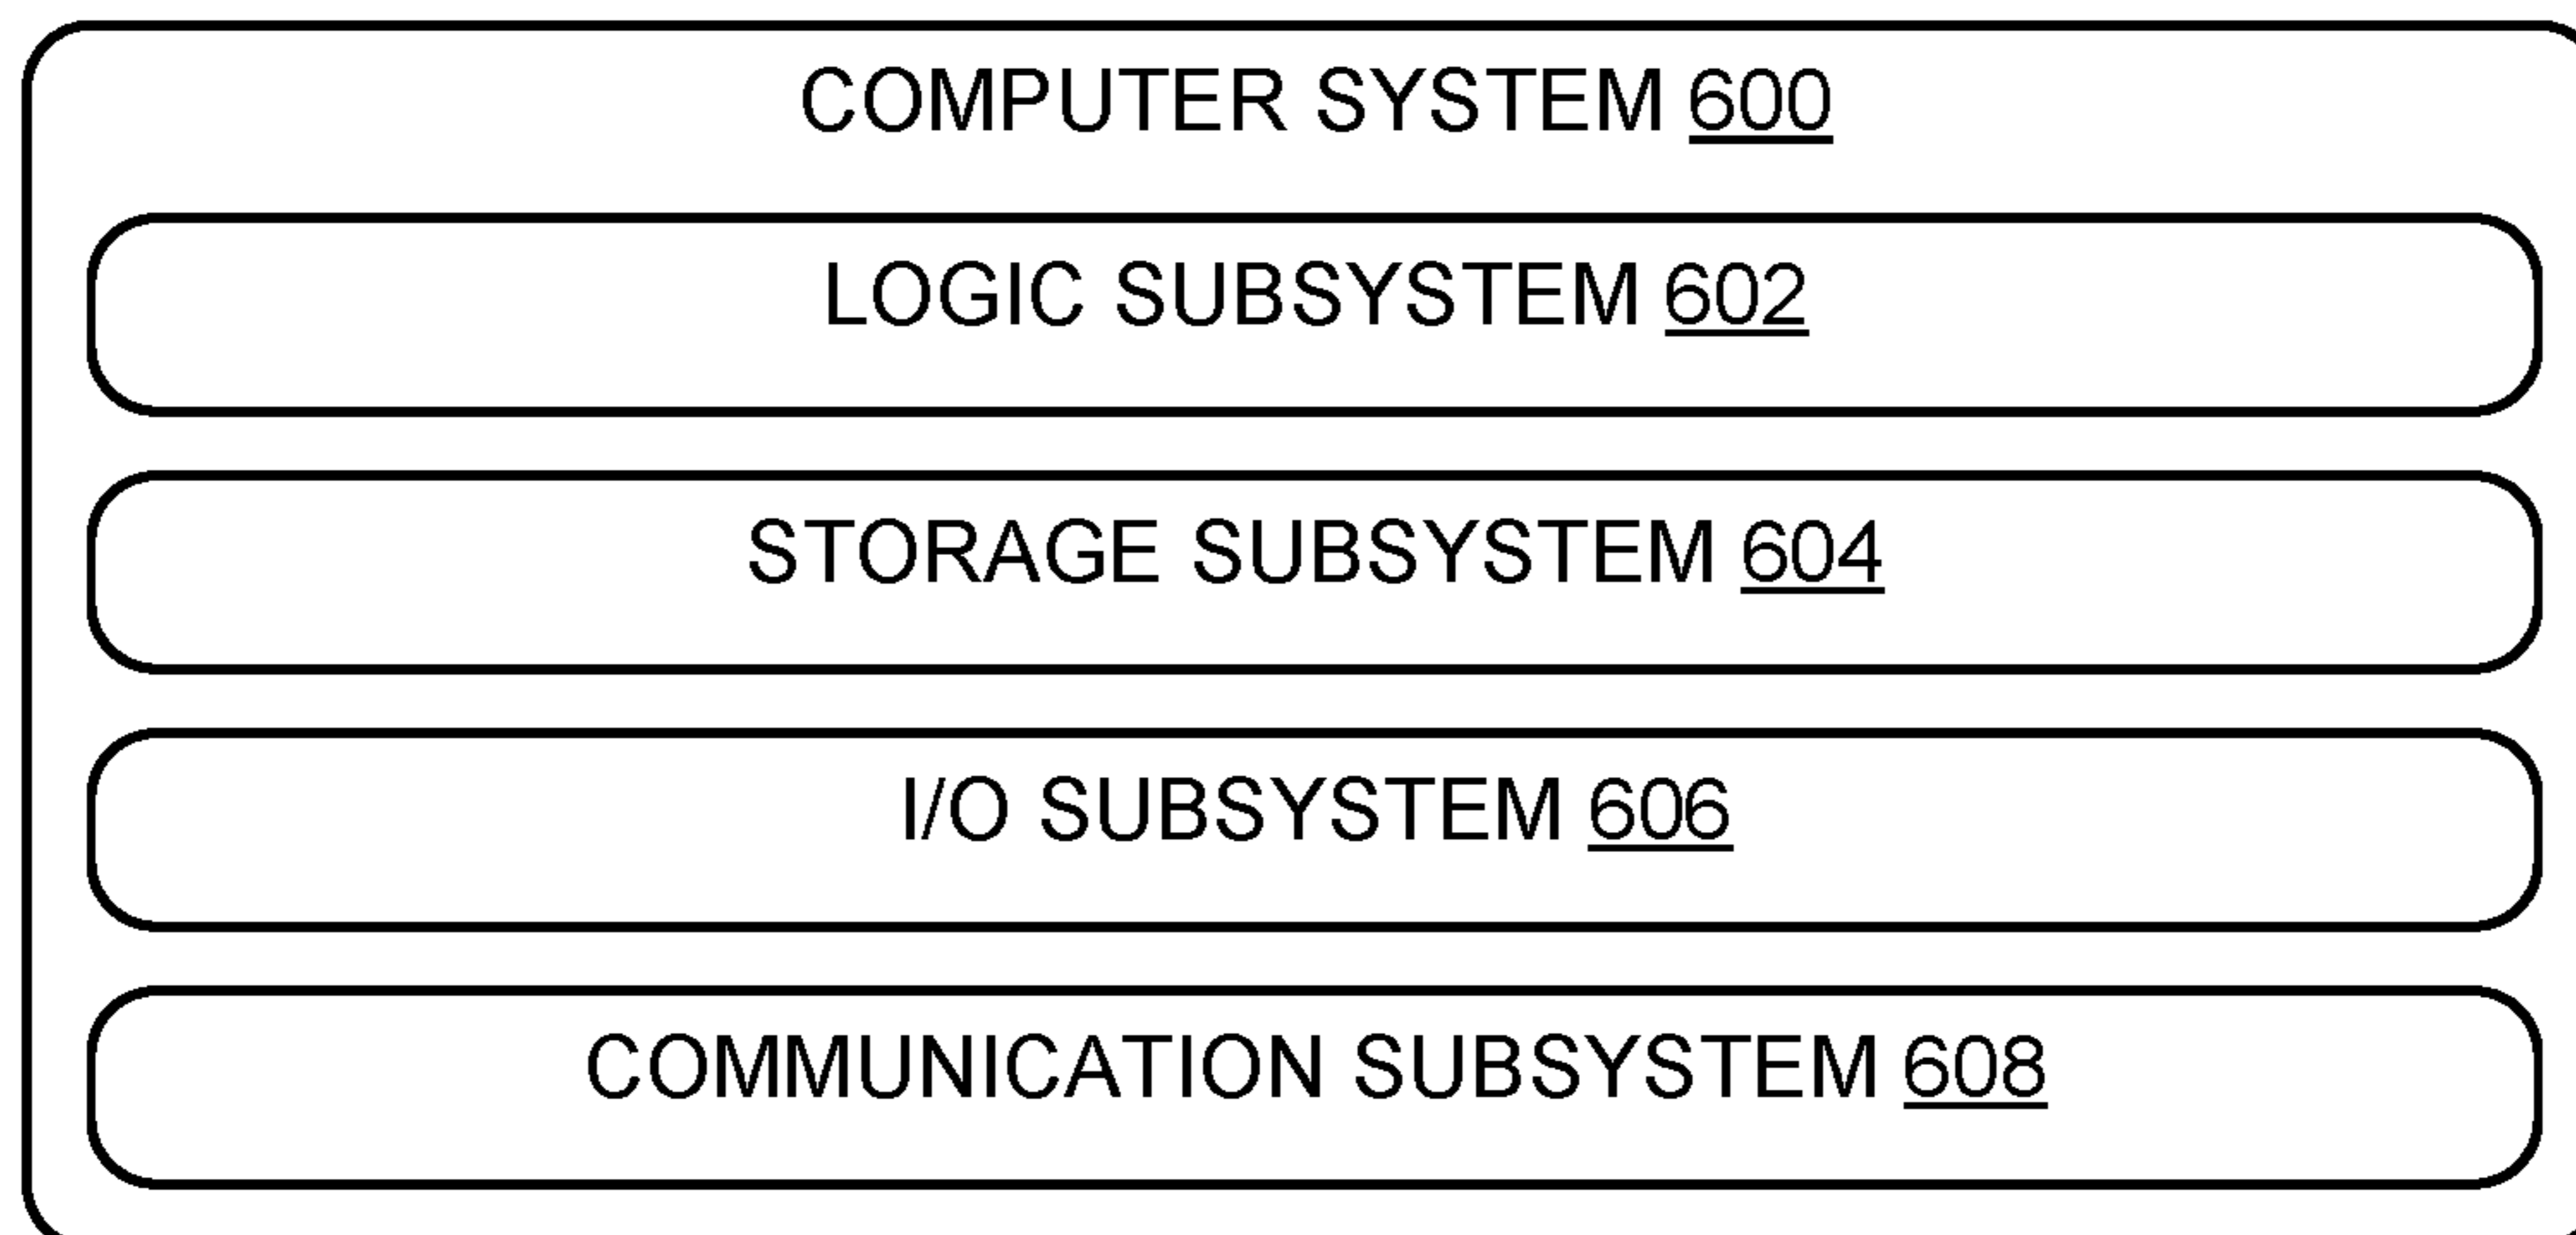 COMPUTER SYSTEM 600
LOGIC SUBSYSTEM 602
STORAGE SUBSYSTEM 604
I/O SUBSYSTEM 606
COMMUNICATION SUBSYSTEM 608